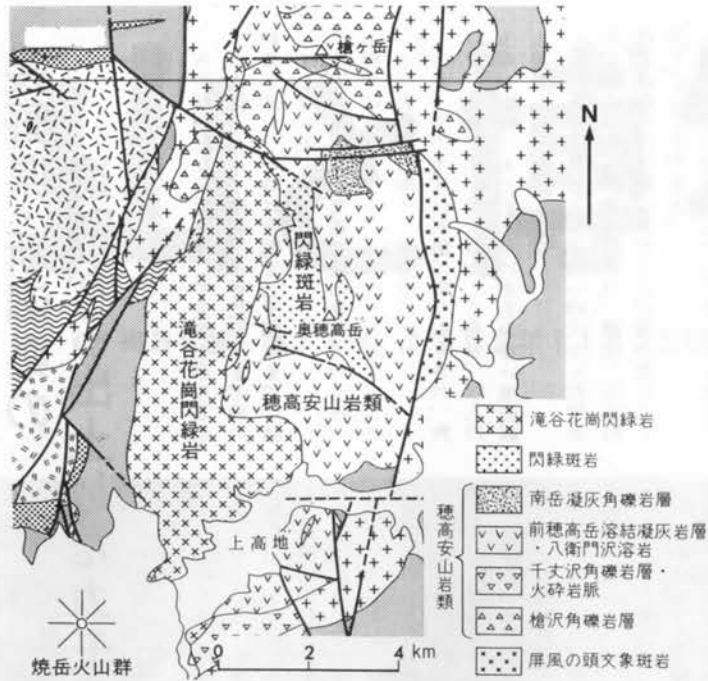 槍ヶ岳
N
閃緑斑岩
奥穂高岳
滝谷花崗閃緑岩
穂高安山岩類
上高地
焼岳火山群
0 2 4 km
滝谷花崗閃緑岩
閃緑斑岩
穂高安山岩類
南岳凝灰角礫岩層
前穂高岳溶結凝灰岩層
・八衛門沢溶岩
千丈沢角礫岩層・
火砕岩脈
槍沢角礫岩層
屏風の頭文象斑岩